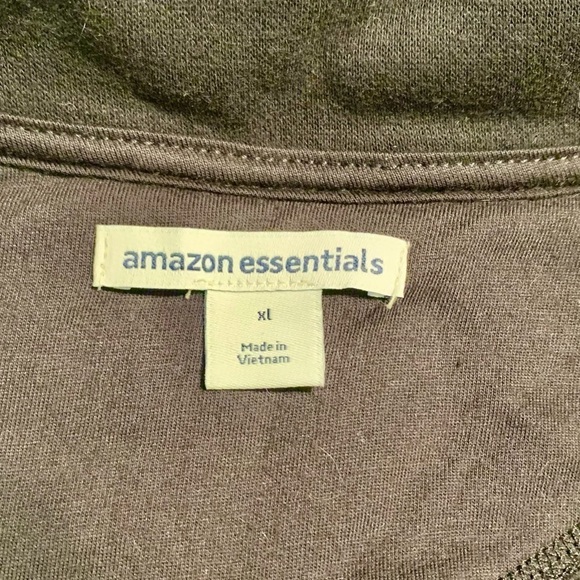 amazon essentials
xl
Made in
Vietnam